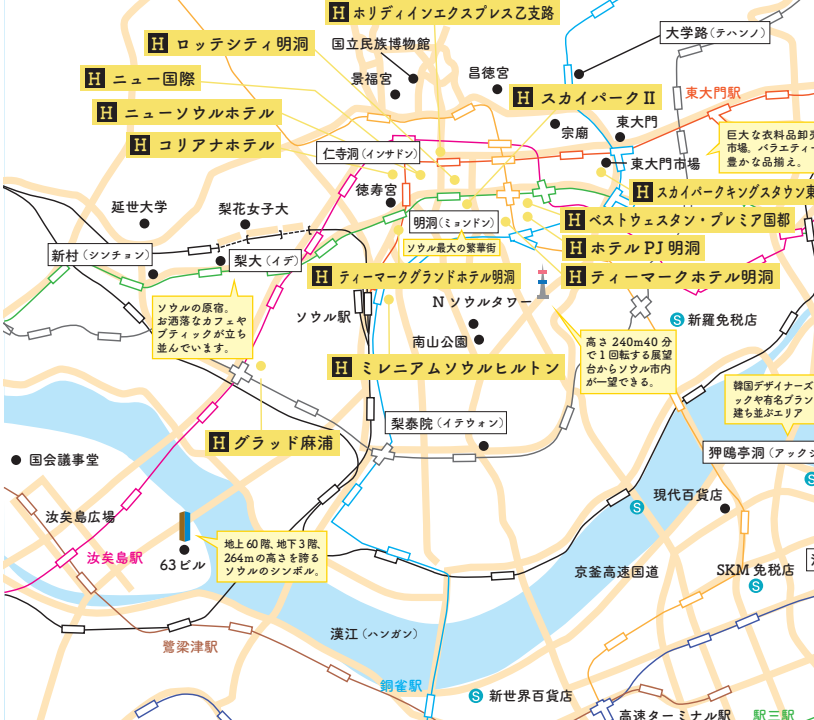 H ホリディインエクスプレス乙支路
H ロッテシティ明洞
国立民族博物館
大学路（テハンノ）
H ニュー国際
景福宮
昌徳宮
H スカイパークⅡ
東大門駅
H ニューソウルホテル
宗廟
東大門
巨大な衣料品卸売
市場。バラエティー
豊かな品揃え。
H コリアナホテル
仁寺洞（インサドン）
東大門市場
徳寿宮
H スカイパークキングスタウン東
延世大学
梨花女子大
明洞（ミョンドン）
H ベストウェスタン・プレミア国都
ソウル最大の繁華街
新村（シンチョン）
梨大（イデ）
H ホテルPJ明洞
H ティーマークグランドホテル明洞
H ティーマークホテル明洞
ソウルの原宿。
お洒落なカフェや
ブティックが立ち
並んでいます。
Nソウルタワー
ソウル駅
S 新羅免税店
南山公園
高さ240m40分
で1回転する展望
台からソウル市内
が一望できる。
H ミレニアムソウルヒルトン
韓国デザイナーズ
ックや有名ブラン
建ち並ぶエリア
梨泰院（イテウォン）
H グラッド麻浦
狎鴎亭洞（アックジ
国会議事堂
S
現代百貨店
S
汝矣島広場
汝矣島駅
63ビル
地上60階、地下3階、
264mの高さを誇る
ソウルのシンボル。
京釜高速国道
SKM免税店
S
漢江（ハンガン）
鷺梁津駅
銅雀駅
S 新世界百貨店
高速ターミナル駅
駅三駅